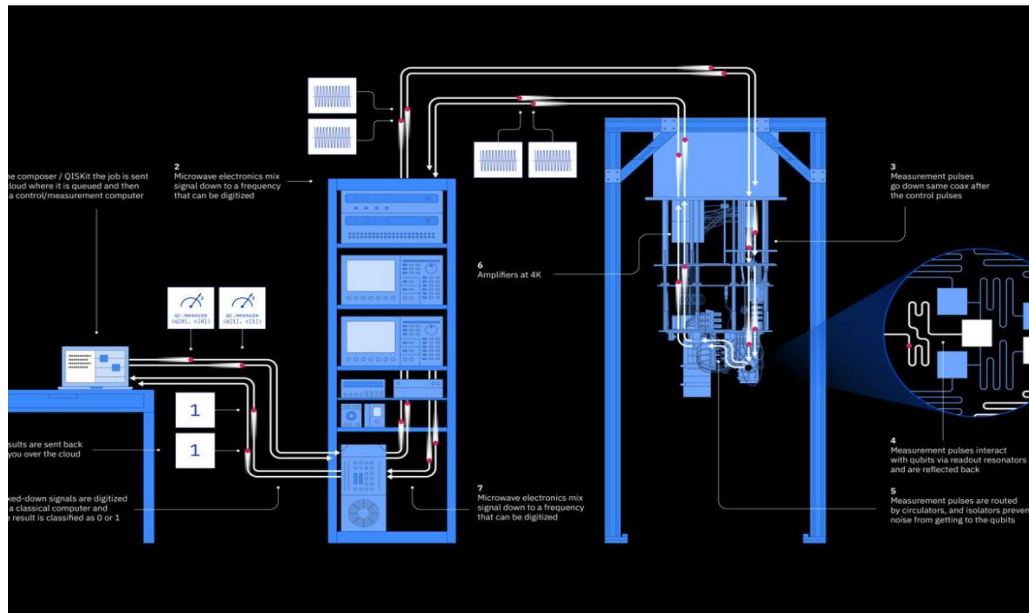 2
Microwave electronics mix
signal down to a frequency
that can be digitized
composer / QISKit the job is sent
where it is queued and then
a control/measurement computer
3
Measurement pulses
go down same coax after
the control pulses
6
Amplifiers at 4K
qc.measure
(q[0], c[0])
qc.measure
(q[1], c[1])
1
1
are sent back
you over the cloud
4
Measurement pulses interact
with qubits via readout resonators
and are reflected back
7
Microwave electronics mix
signal down to a frequency
that can be digitized
signals are digitized
a classical computer and
result is classified as 0 or 1
5
Measurement pulses are routed
by circulators, and isolators preven
noise from getting to the qubits